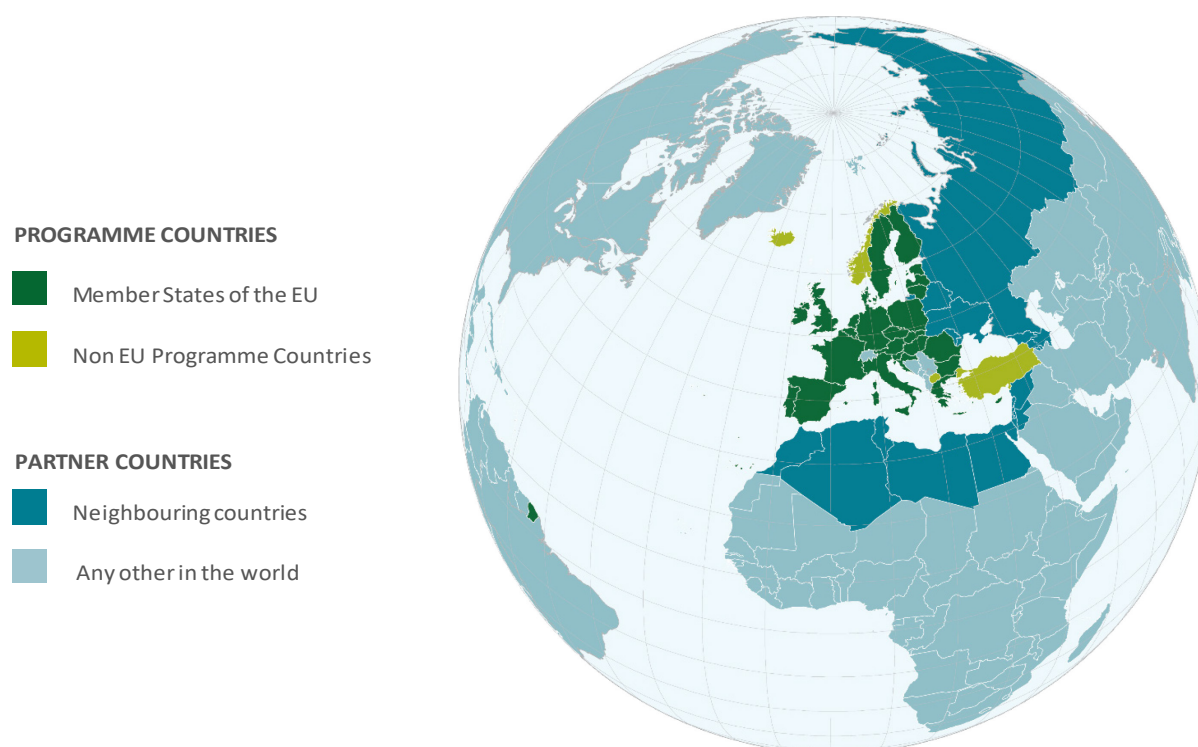 PROGRAMME COUNTRIES
Member States of the EU
Non EU Programme Countries
PARTNER COUNTRIES
Neighbouring countries
Any other in the world